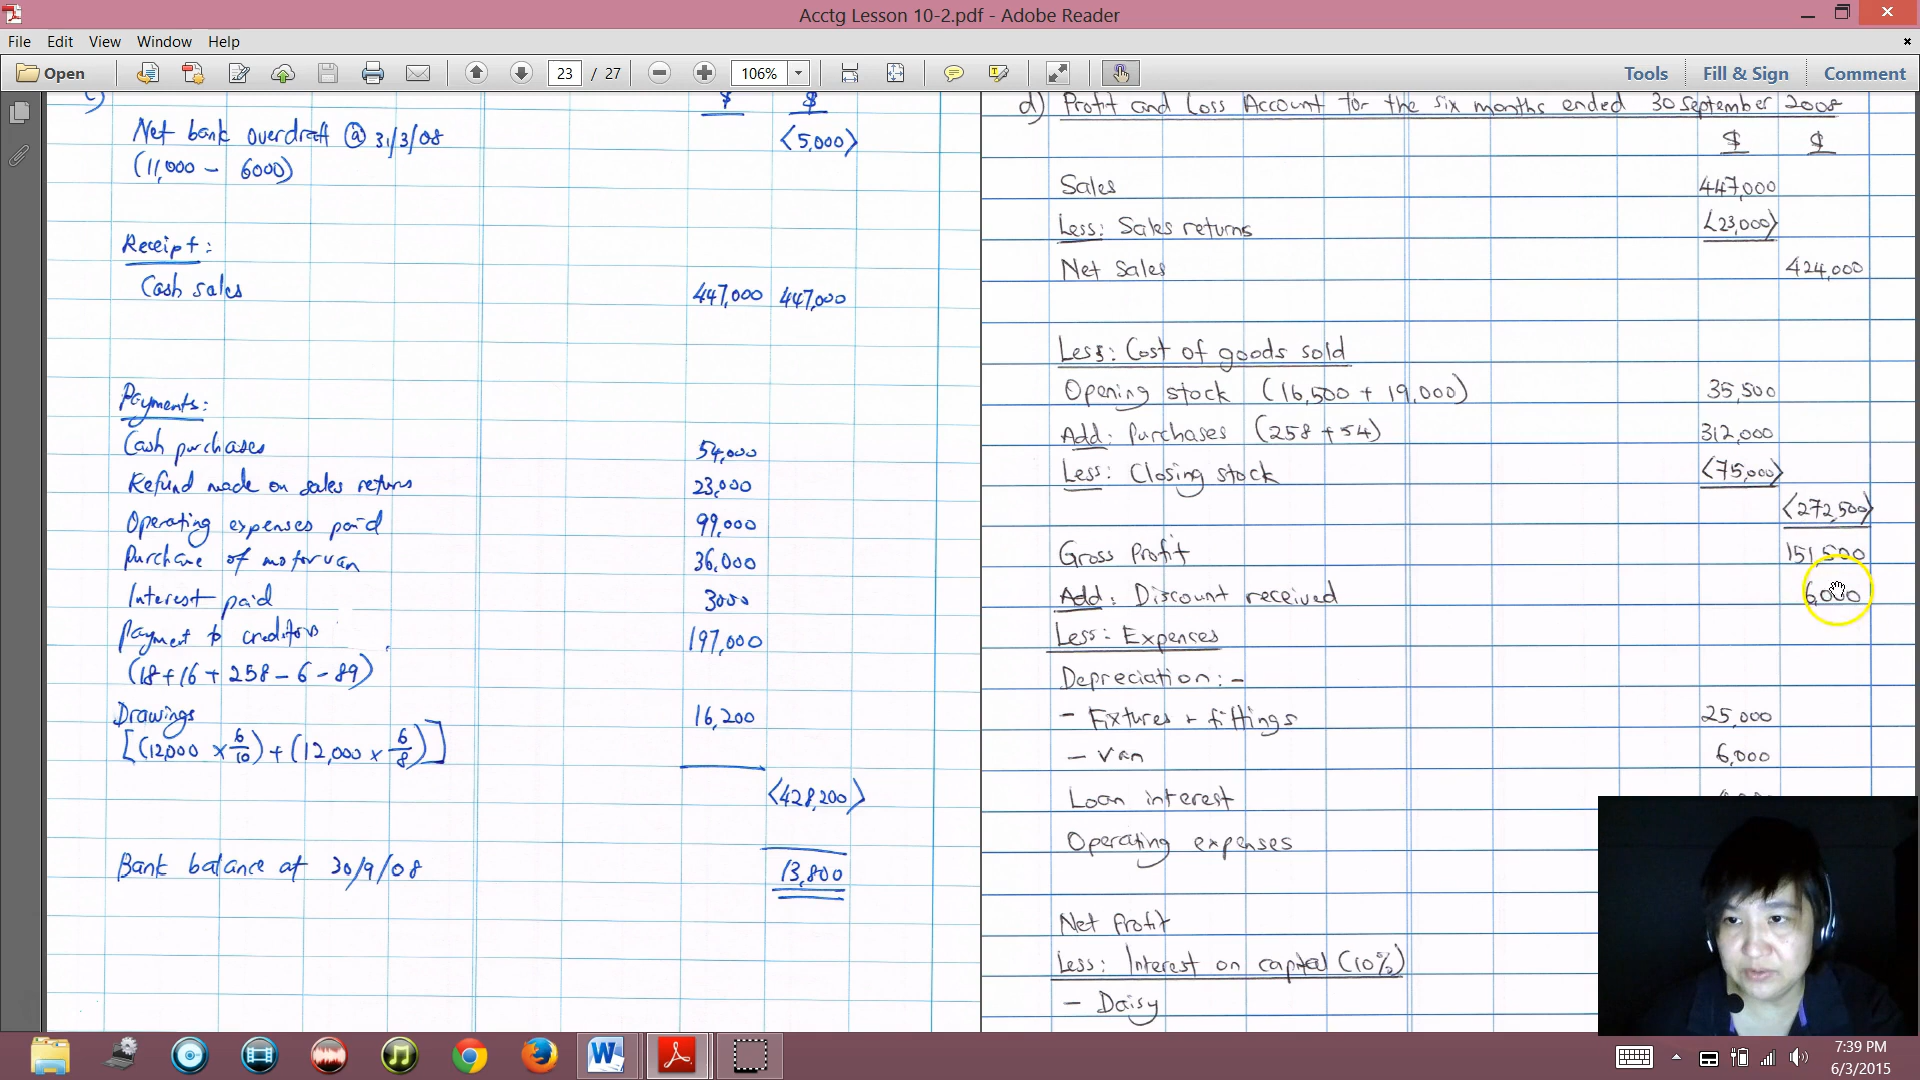 Acctg Lesson 10-2.pdf - Adobe Reader
File Edit View Window Help
Open 23 / 27 106% Tools Fill & Sign Comment
$ $
Net bank overdraft @ 31/3/08 <5,000>
(11,000 - 6000)
Receipt:
Cash sales 447,000 447,000
Payments:
Cash purchases 54,000
Refund made on sales return 23,000
Operating expenses paid 99,000
Purchase of motorvan 36,000
Interest paid 3000
Payment to creditors 197,000
(18+16+258-6-89)
Drawings 16,200
[(12,000 × 6/10) + (12,000 × 6/8)]
<428,200>
Bank balance at 30/9/08 13,800
d) Profit and Loss Account for the six months ended 30 September 2008
$ $
Sales 447,000
Less: Sales returns <23,000>
Net Sales 424,000
Less: Cost of goods sold
Opening stock (16,500 + 19,000) 35,500
Add: Purchases (258 + 54) 312,000
Less: Closing stock <75,000>
<272,500>
Gross Profit 151,500
Add: Discount received 6,000
Less: Expences
Depreciation:-
- Fixtures + fittings 25,000
- Van 6,000
Loan interest
Operating expenses
Net Profit
Less: Interest on capital (10%)
- Daisy
7:39 PM
6/3/2015